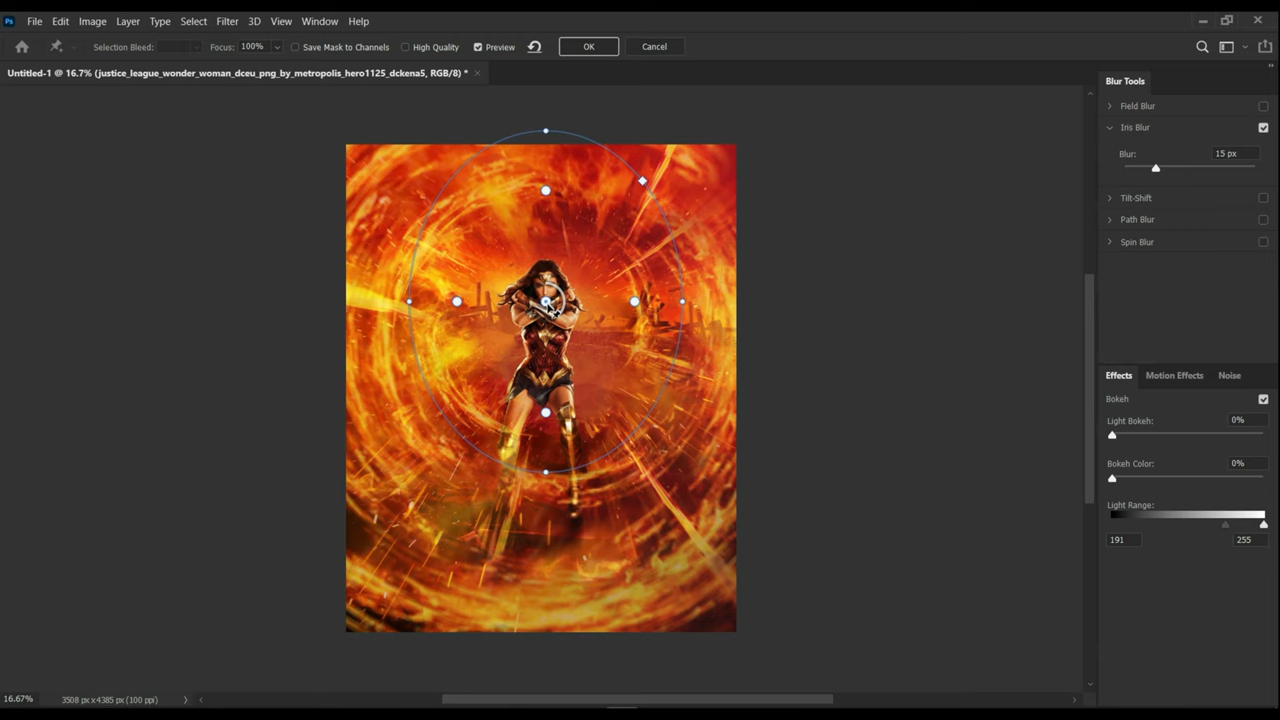 Ps File Edit Image Layer Type Select Filter 3D View Window Help
Selection Bleed: Focus: 100% Save Mask to Channels High Quality Preview OK Cancel
Untitled-1 @ 16.7% (justice_league_wonder_woman_dceu_png_by_metropolis_hero1125_dckena5, RGB/8) *
Blur Tools
Field Blur
Iris Blur
Blur: 15 px
Tilt-Shift
Path Blur
Spin Blur
Effects Motion Effects Noise
Bokeh
Light Bokeh: 0%
Bokeh Color: 0%
Light Range:
191 255
16.67% 3508 px x 4385 px (100 ppi)